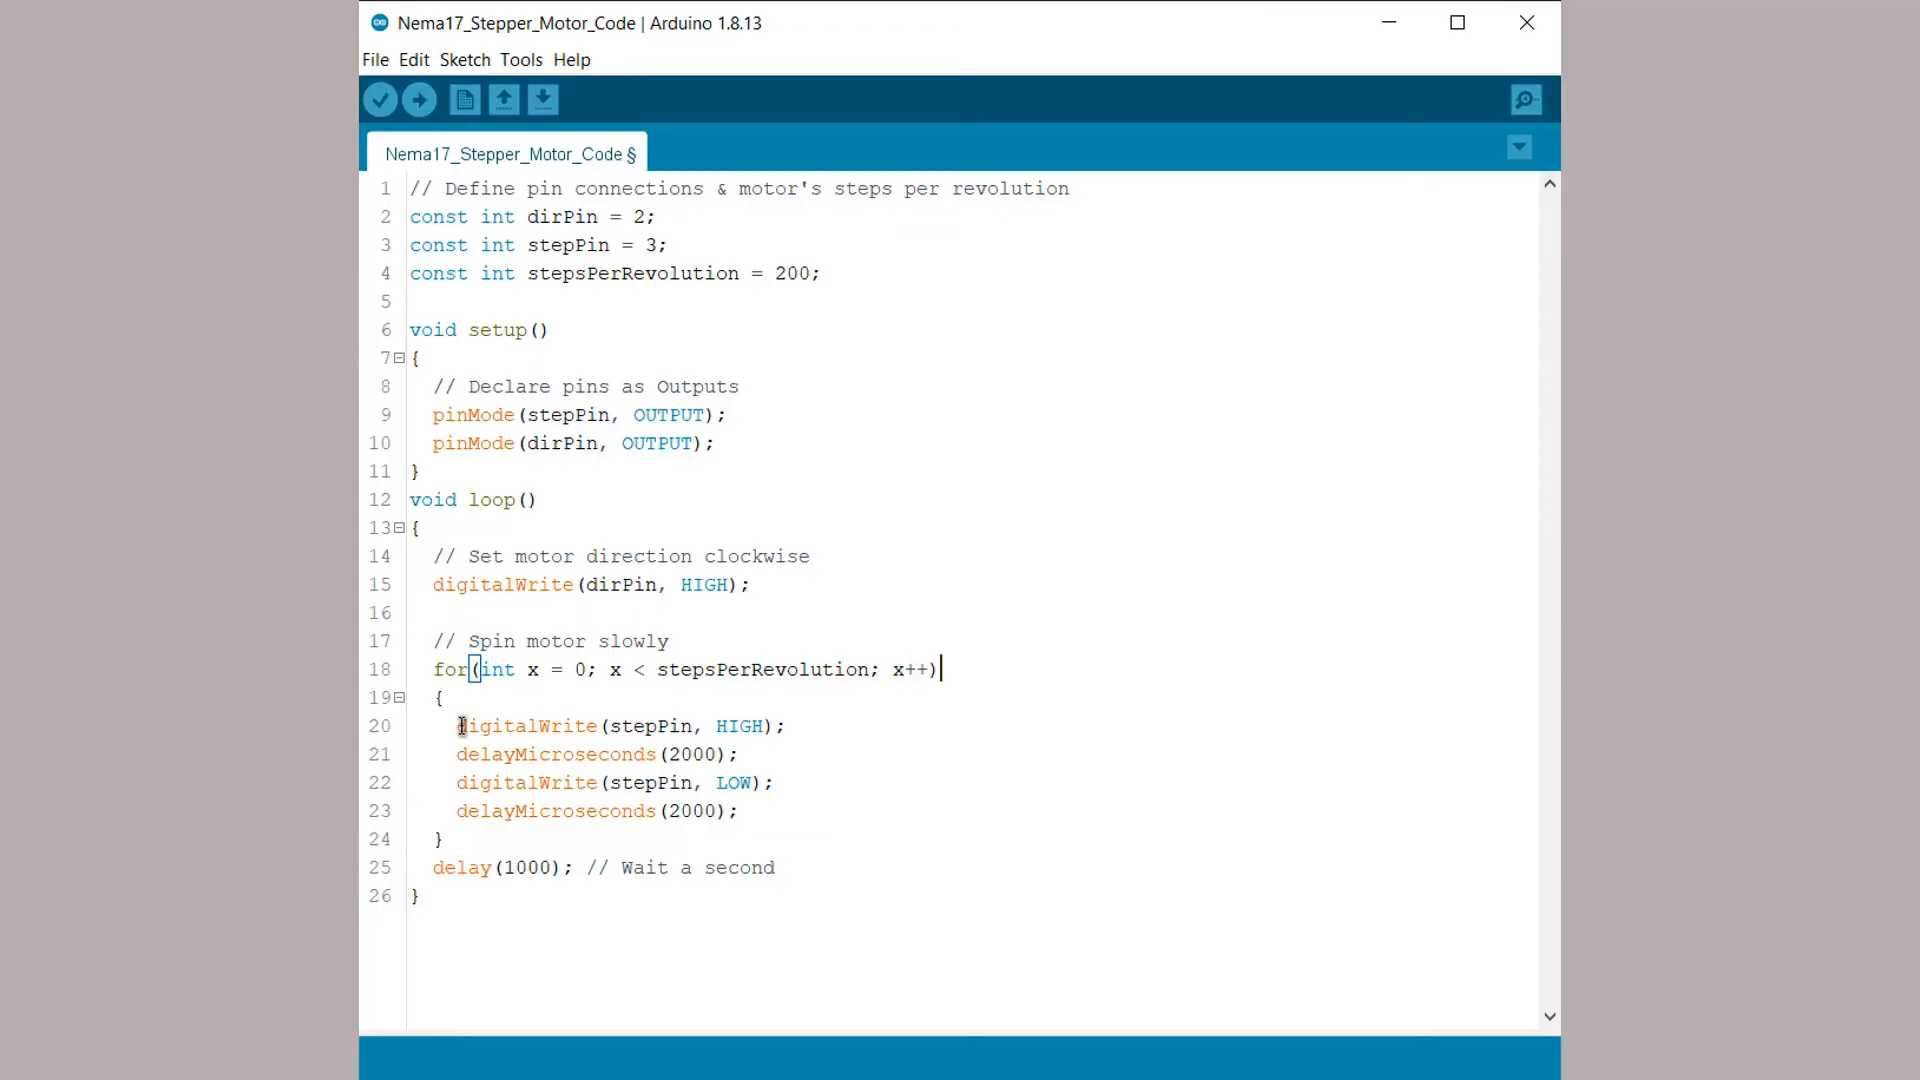 Nema17_Stepper_Motor_Code | Arduino 1.8.13
File Edit Sketch Tools Help
Nema17_Stepper_Motor_Code §
1 // Define pin connections & motor's steps per revolution
2 const int dirPin = 2;
3 const int stepPin = 3;
4 const int stepsPerRevolution = 200;
5
6 void setup()
7 {
8 // Declare pins as Outputs
9 pinMode(stepPin, OUTPUT);
10 pinMode(dirPin, OUTPUT);
11 }
12 void loop()
13 {
14 // Set motor direction clockwise
15 digitalWrite(dirPin, HIGH);
16
17 // Spin motor slowly
18 for(int x = 0; x < stepsPerRevolution; x++)
19 {
20 digitalWrite(stepPin, HIGH);
21 delayMicroseconds(2000);
22 digitalWrite(stepPin, LOW);
23 delayMicroseconds(2000);
24 }
25 delay(1000); // Wait a second
26 }